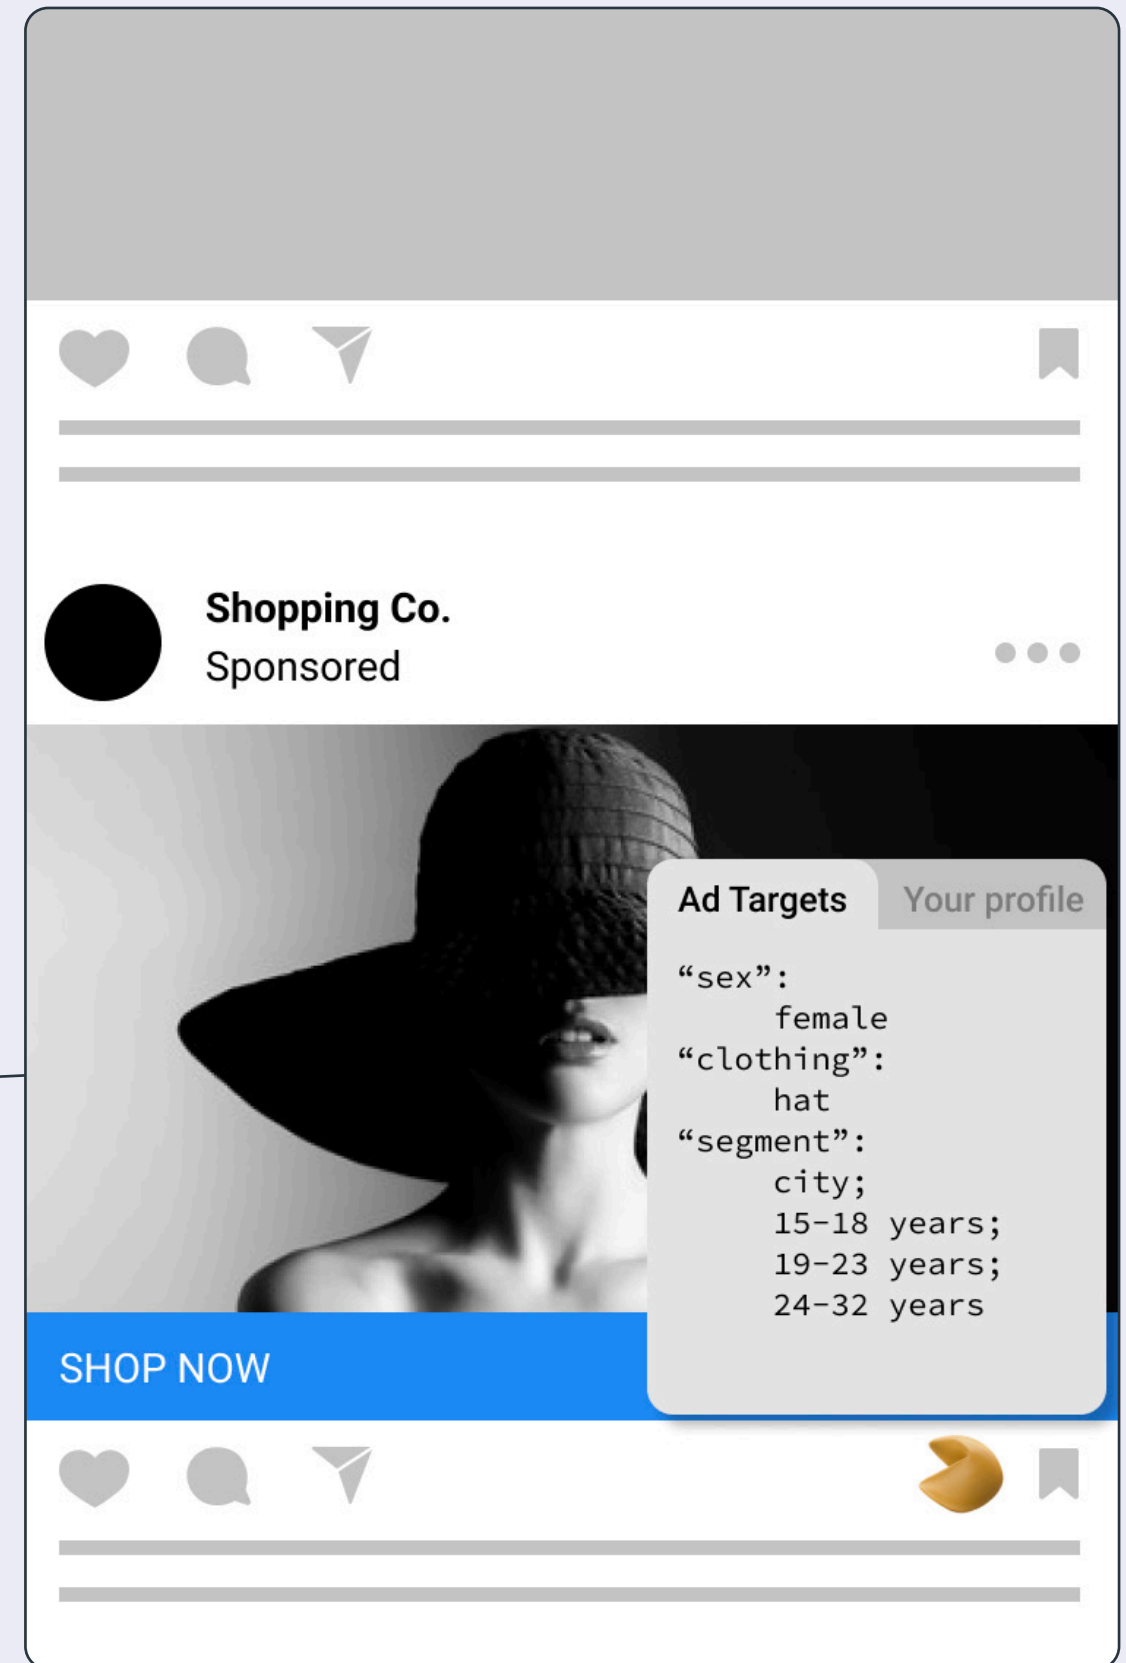 Shopping Co.
Sponsored
Ad Targets
Your profile
“sex”:
female
“clothing”:
hat
“segment”:
city;
15-18 years;
19-23 years;
24-32 years
SHOP NOW